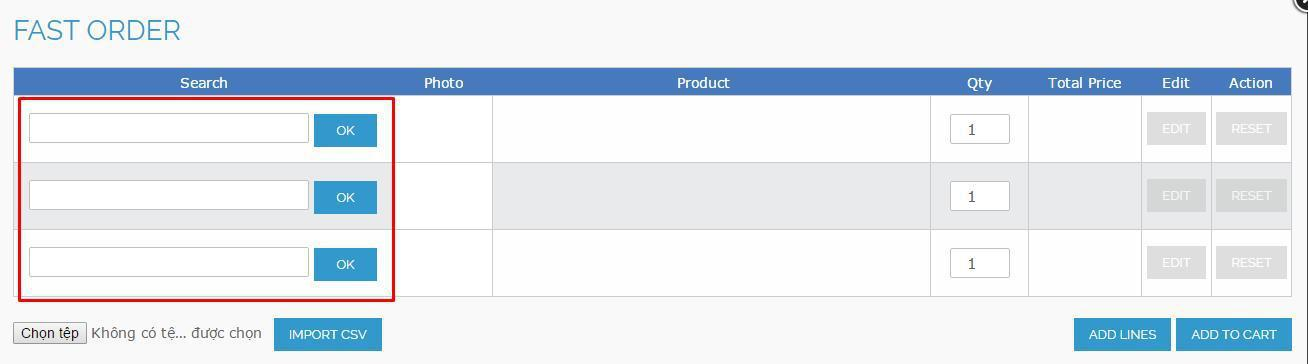 FAST ORDER
Search Photo Product Qty Total Price Edit Action
OK 1 EDIT RESET
OK 1 EDIT RESET
OK 1 EDIT RESET
Chọn tệp Không có tệ... được chọn IMPORT CSV ADD LINES ADD TO CART